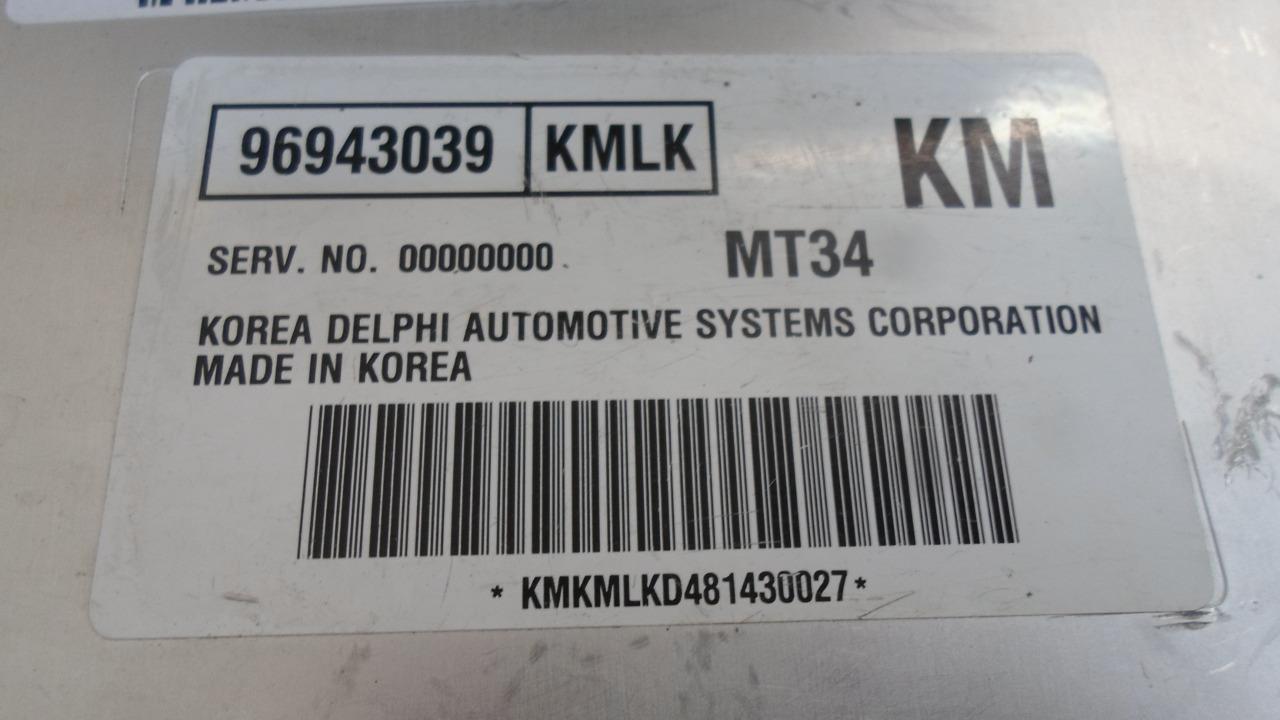 96943039 KMLK KM
SERV. NO. 00000000 MT34
KOREA DELPHI AUTOMOTIVE SYSTEMS CORPORATION
MADE IN KOREA
* KMKMLKD481430027*